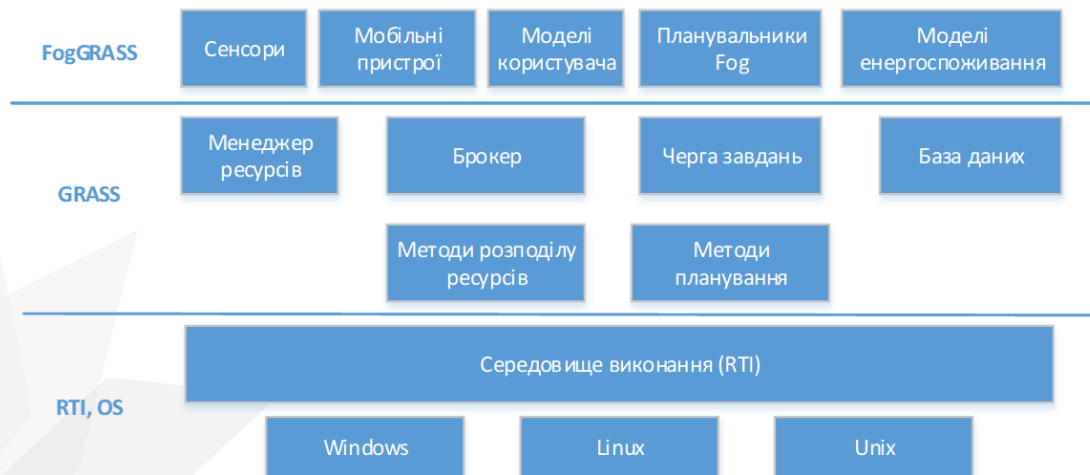 FogGRASS
Сенсори
Мобільні
пристрої
Моделі
користувача
Планувальники
Fog
Моделі
енергоспоживання
GRASS
Менеджер
ресурсів
Брокер
Черга завдань
База даних
Методи розподілу
ресурсів
Методи
планування
RTI, OS
Середовище виконання (RTI)
Windows
Linux
Unix